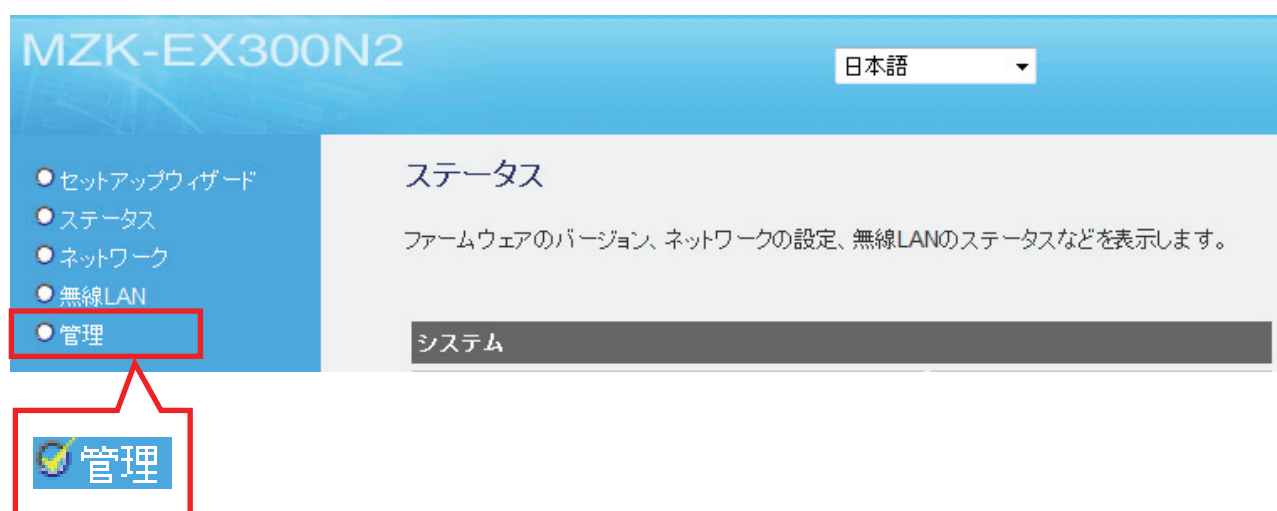 MZK-EX300N2
日本語
セットアップウィザード
ステータス
ネットワーク
無線LAN
管理
ステータス
ファームウェアのバージョン、ネットワークの設定、無線LANのステータスなどを表示します。
システム
管理